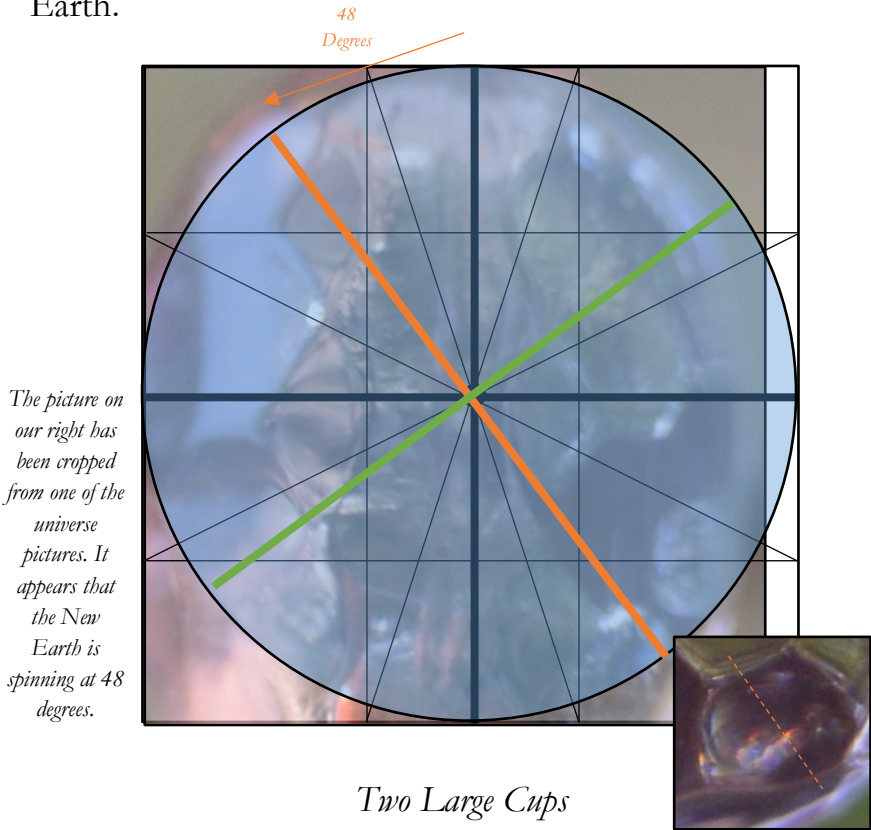 Earth.
48
Degrees
The picture on
our right has
been cropped
from one of the
universe
pictures. It
appears that
the New
Earth is
spinning at 48
degrees.
Two Large Cups